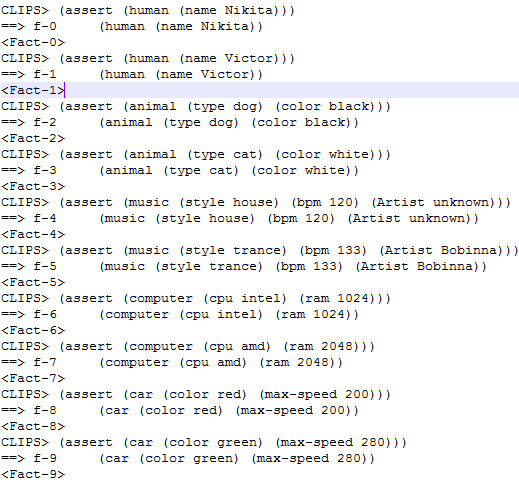 CLIPS> (assert (human (name Nikita)))
==> f-0     (human (name Nikita))
<Fact-0>
CLIPS> (assert (human (name Victor)))
==> f-1     (human (name Victor))
<Fact-1>
CLIPS> (assert (animal (type dog) (color black)))
==> f-2     (animal (type dog) (color black))
<Fact-2>
CLIPS> (assert (animal (type cat) (color white)))
==> f-3     (animal (type cat) (color white))
<Fact-3>
CLIPS> (assert (music (style house) (bpm 120) (Artist unknown)))
==> f-4     (music (style house) (bpm 120) (Artist unknown))
<Fact-4>
CLIPS> (assert (music (style trance) (bpm 133) (Artist Bobinna)))
==> f-5     (music (style trance) (bpm 133) (Artist Bobinna))
<Fact-5>
CLIPS> (assert (computer (cpu intel) (ram 1024)))
==> f-6     (computer (cpu intel) (ram 1024))
<Fact-6>
CLIPS> (assert (computer (cpu amd) (ram 2048)))
==> f-7     (computer (cpu amd) (ram 2048))
<Fact-7>
CLIPS> (assert (car (color red) (max-speed 200)))
==> f-8     (car (color red) (max-speed 200))
<Fact-8>
CLIPS> (assert (car (color green) (max-speed 280)))
==> f-9     (car (color green) (max-speed 280))
<Fact-9>